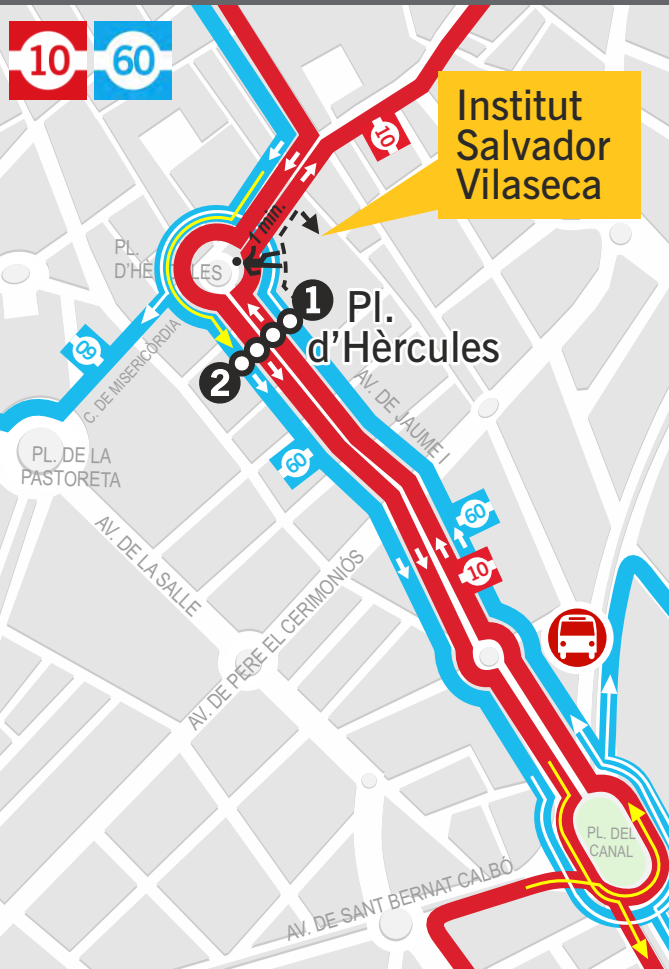 10 60
Institut
Salvador
Vilaseca
10
1 min.
PL.
D'HÈRCULES
1
Pl.
d'Hèrcules
2
60
C. DE MISERICÒRDIA
AV. DE JAUME I
PL. DE LA
PASTORETA
60
60
10
AV. DE LA SALLE
AV. DE PERE EL CERIMONIÓS
PL. DEL
CANAL
AV. DE SANT BERNAT CALBÓ